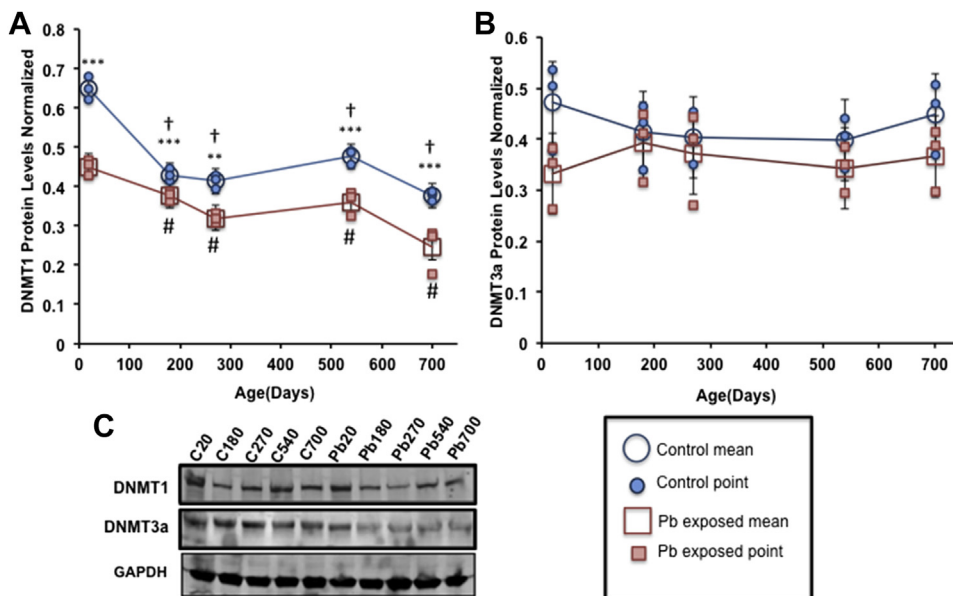 A
DNMT1 Protein Levels Normalized
0.8
0.7
0.6
0.5
0.4
0.3
0.2
0.1
0
***
†
***
†
**
†
***
†
***
#
#
#
#
0 100 200 300 400 500 600 700
Age(Days)
B
DNMT3a Protein Levels Normalized
0.6
0.5
0.4
0.3
0.2
0.1
0
0 100 200 300 400 500 600 700
Age(Days)
C
C20 C180 C270 C540 C700 Pb20 Pb180 Pb270 Pb540 Pb700
DNMT1
DNMT3a
GAPDH
Control mean
Control point
Pb exposed mean
Pb exposed point